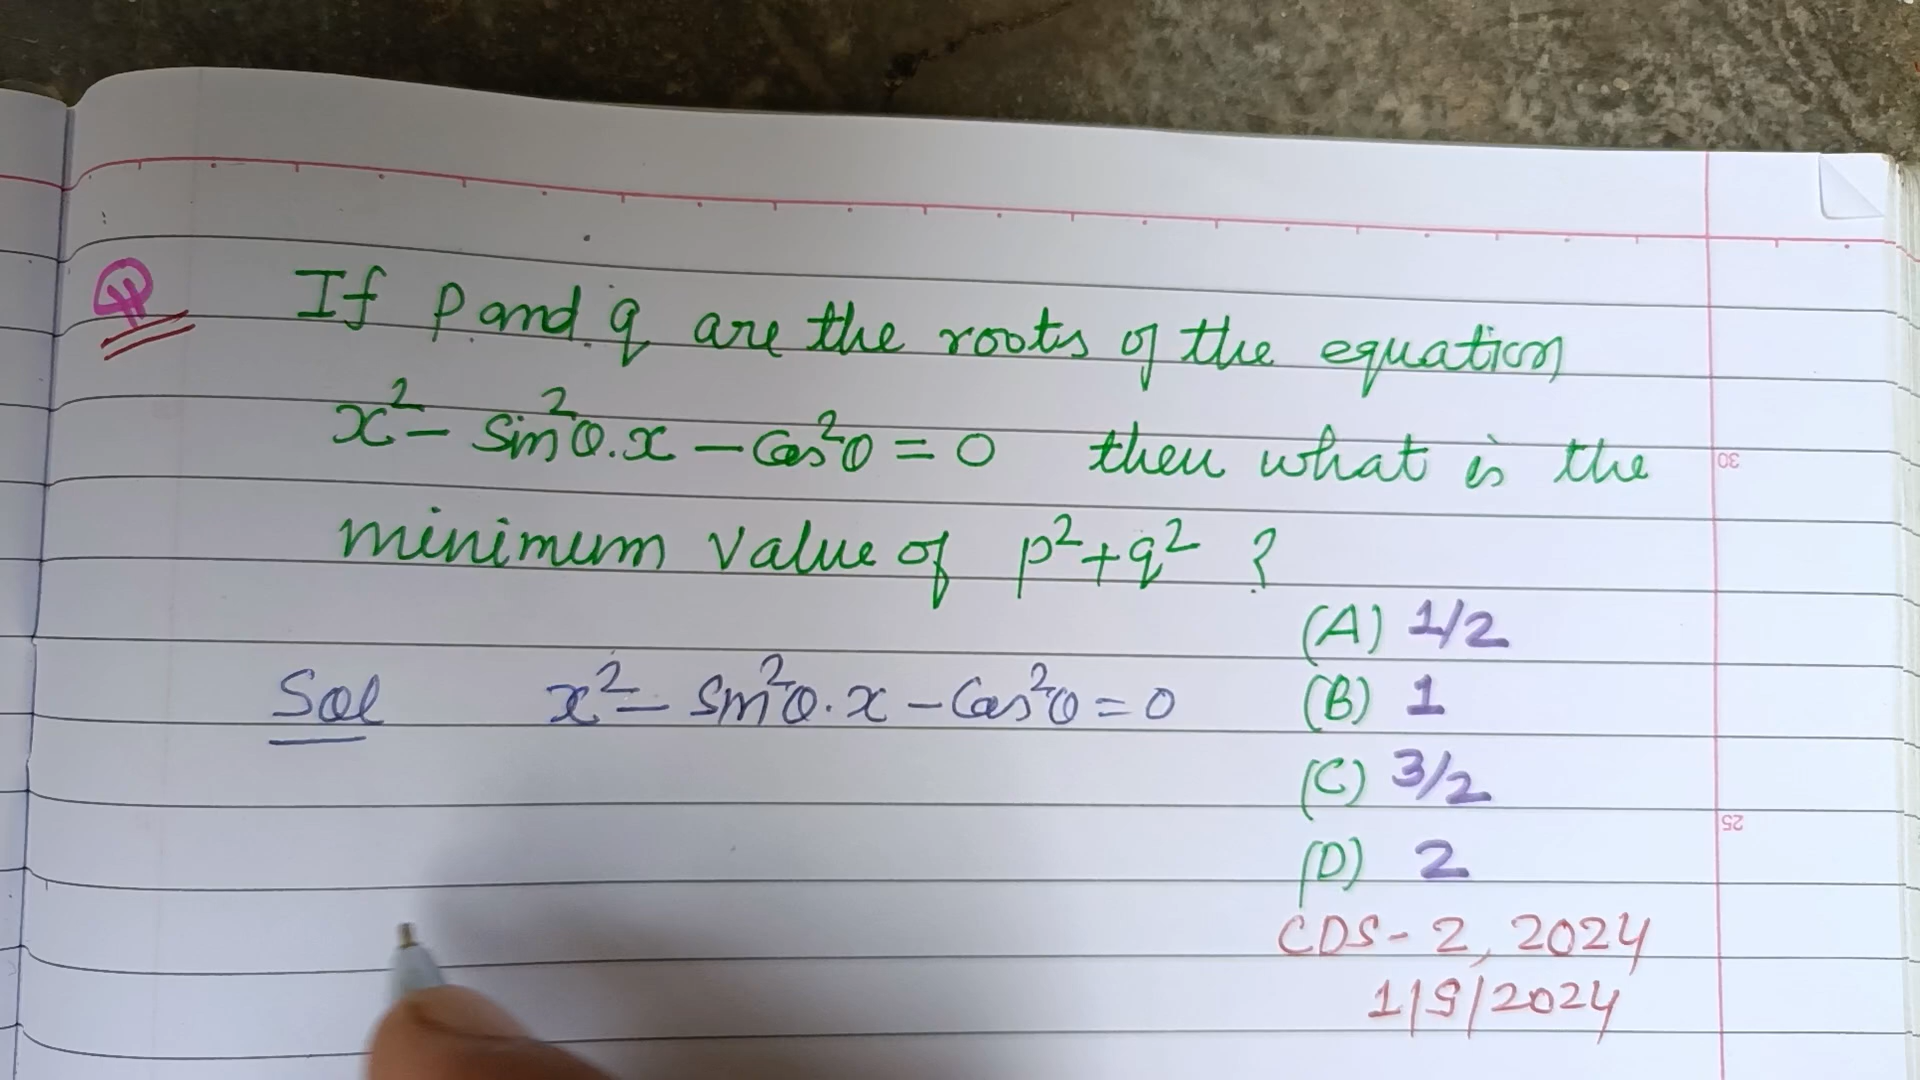 Q If p and q are the roots of the equation
x² - sin²θ.x - cos²θ = 0 then what is the
minimum value of p²+q² ?
(A) 1/2
Sol x² - sin²θ.x - cos²θ = 0 (B) 1
(C) 3/2
(D) 2
CDS-2, 2024
1/9/2024
30
25